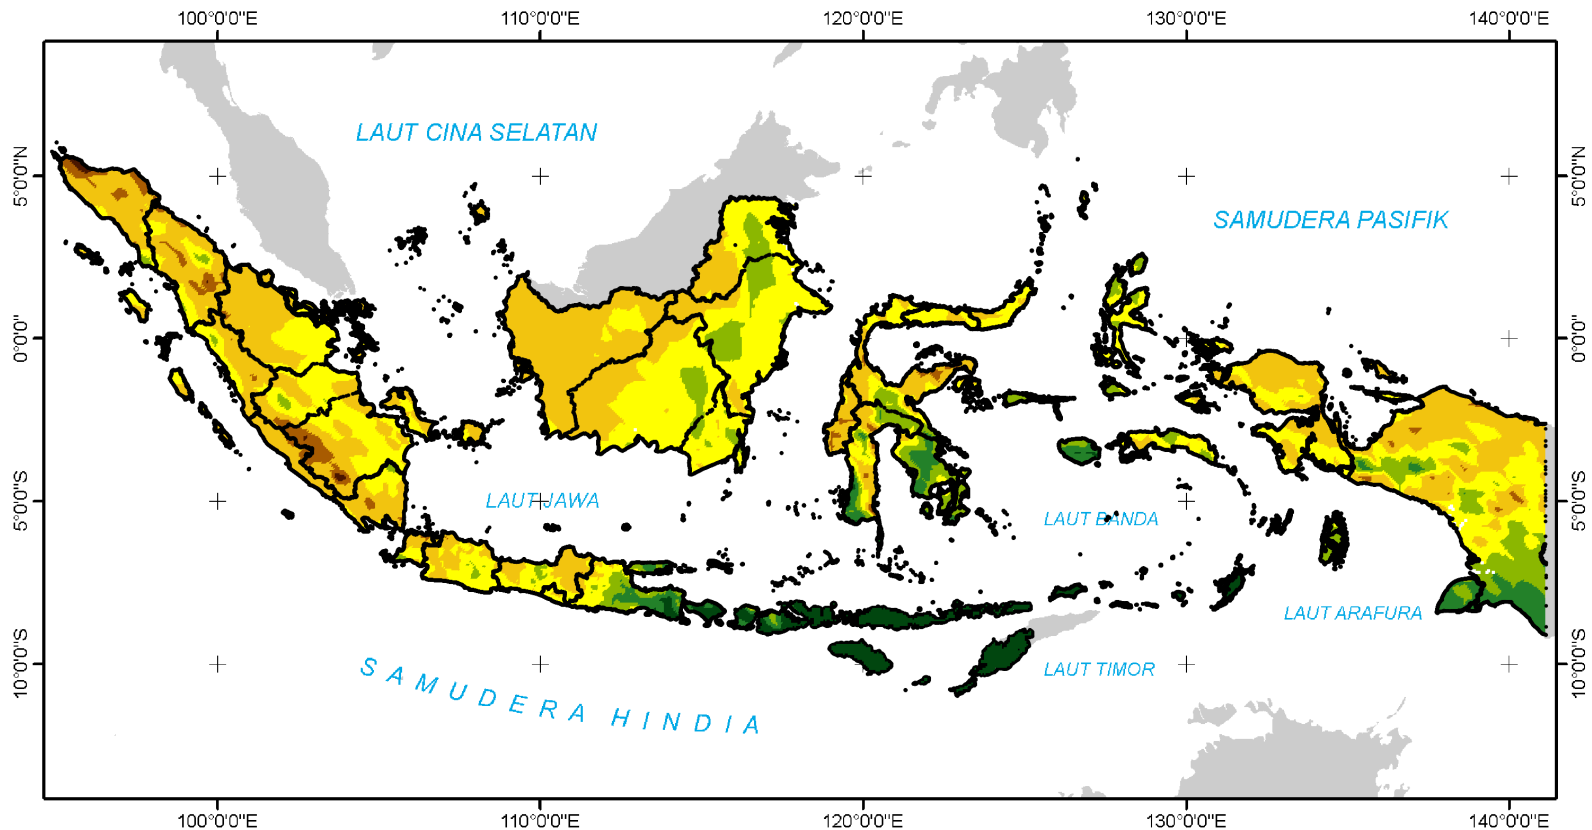 100°0'0"E 110°0'0"E 120°0'0"E 130°0'0"E 140°0'0"E
LAUT CINA SELATAN
5°0'0"N 5°0'0"N
SAMUDERA PASIFIK
0°0'0" 0°0'0"
LAUT JAWA
5°0'0"S 5°0'0"S
LAUT BANDA
LAUT ARAFURA
10°0'0"S 10°0'0"S
LAUT TIMOR
SAMUDERA HINDIA
100°0'0"E 110°0'0"E 120°0'0"E 130°0'0"E 140°0'0"E